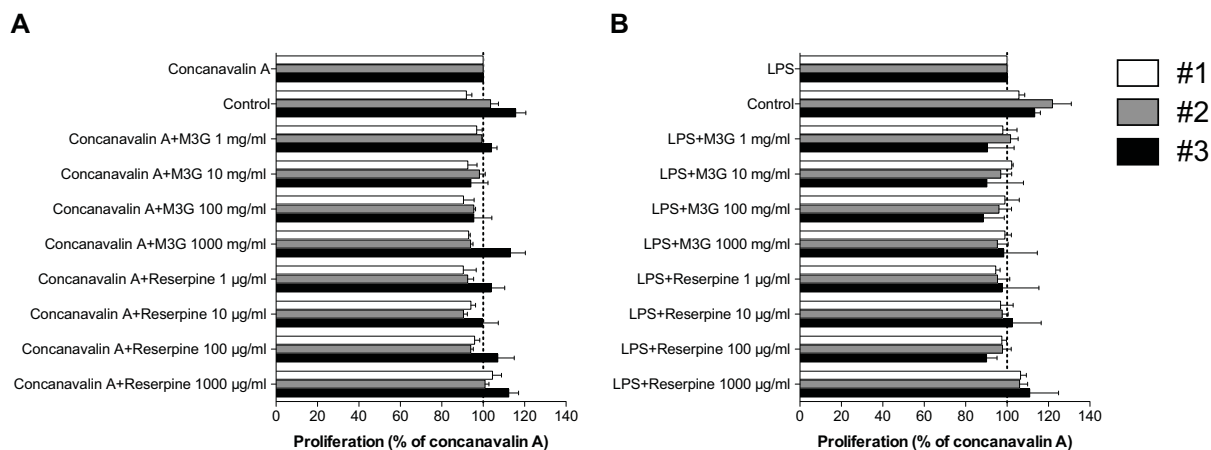 A
Concanavalin A
Control
Concanavalin A+M3G 1 mg/ml
Concanavalin A+M3G 10 mg/ml
Concanavalin A+M3G 100 mg/ml
Concanavalin A+M3G 1000 mg/ml
Concanavalin A+Reserpine 1 µg/ml
Concanavalin A+Reserpine 10 µg/ml
Concanavalin A+Reserpine 100 µg/ml
Concanavalin A+Reserpine 1000 µg/ml
0 20 40 60 80 100 120 140
Proliferation (% of concanavalin A)
B
LPS
Control
LPS+M3G 1 mg/ml
LPS+M3G 10 mg/ml
LPS+M3G 100 mg/ml
LPS+M3G 1000 mg/ml
LPS+Reserpine 1 µg/ml
LPS+Reserpine 10 µg/ml
LPS+Reserpine 100 µg/ml
LPS+Reserpine 1000 µg/ml
0 20 40 60 80 100 120 140
Proliferation (% of concanavalin A)
#1
#2
#3